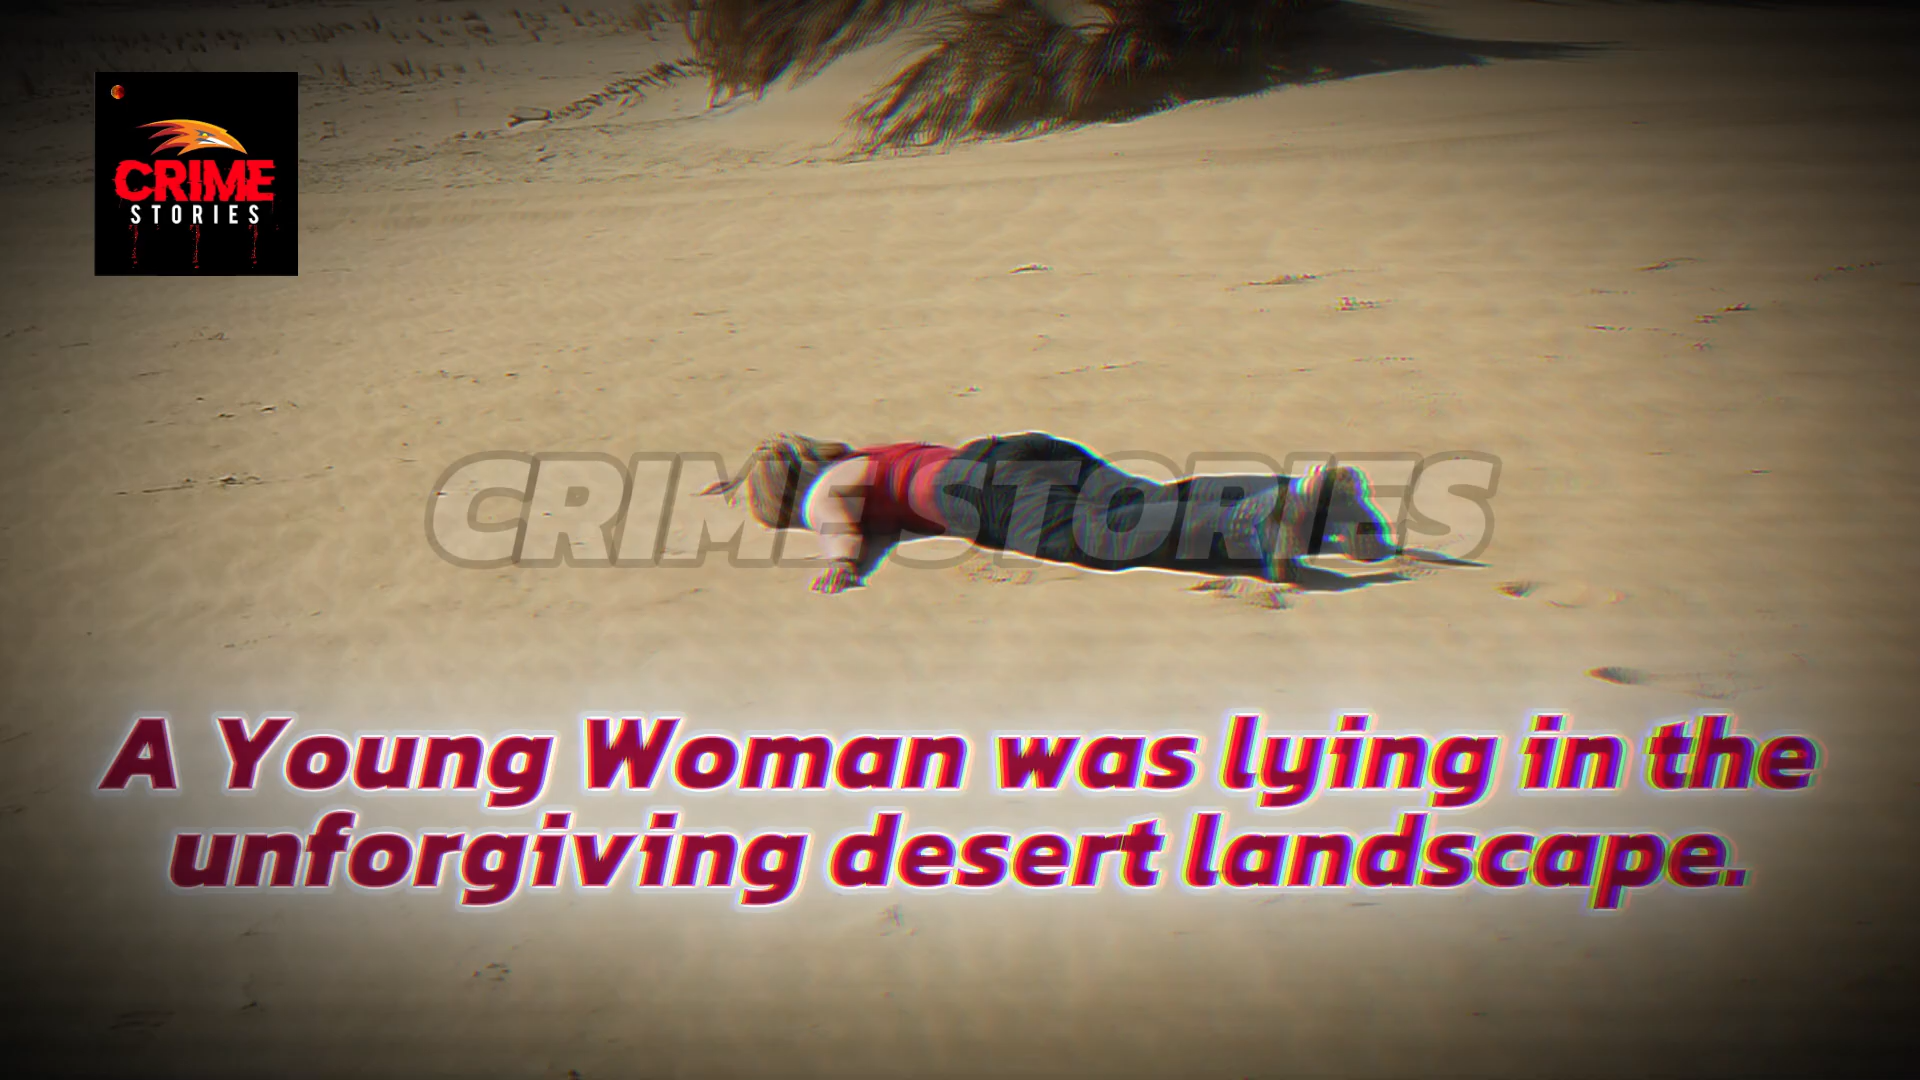 CRIME
STORIES
CRIME STORIES
A Young Woman was lying in the
unforgiving desert landscape.